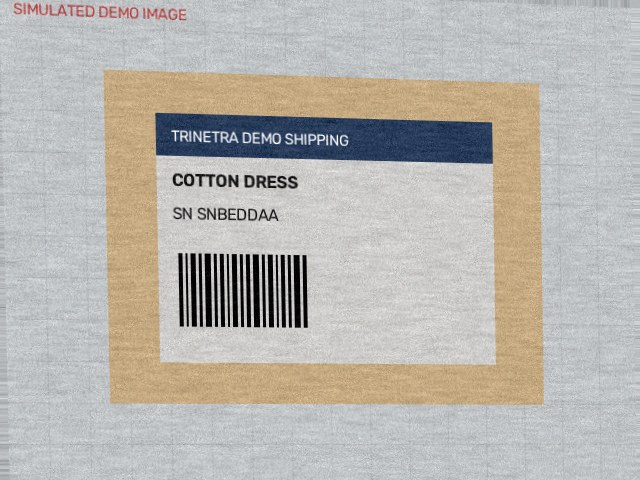 SIMULATED DEMO IMAGE
TRINETRA DEMO SHIPPING
COTTON DRESS
SN SNBEDDAA